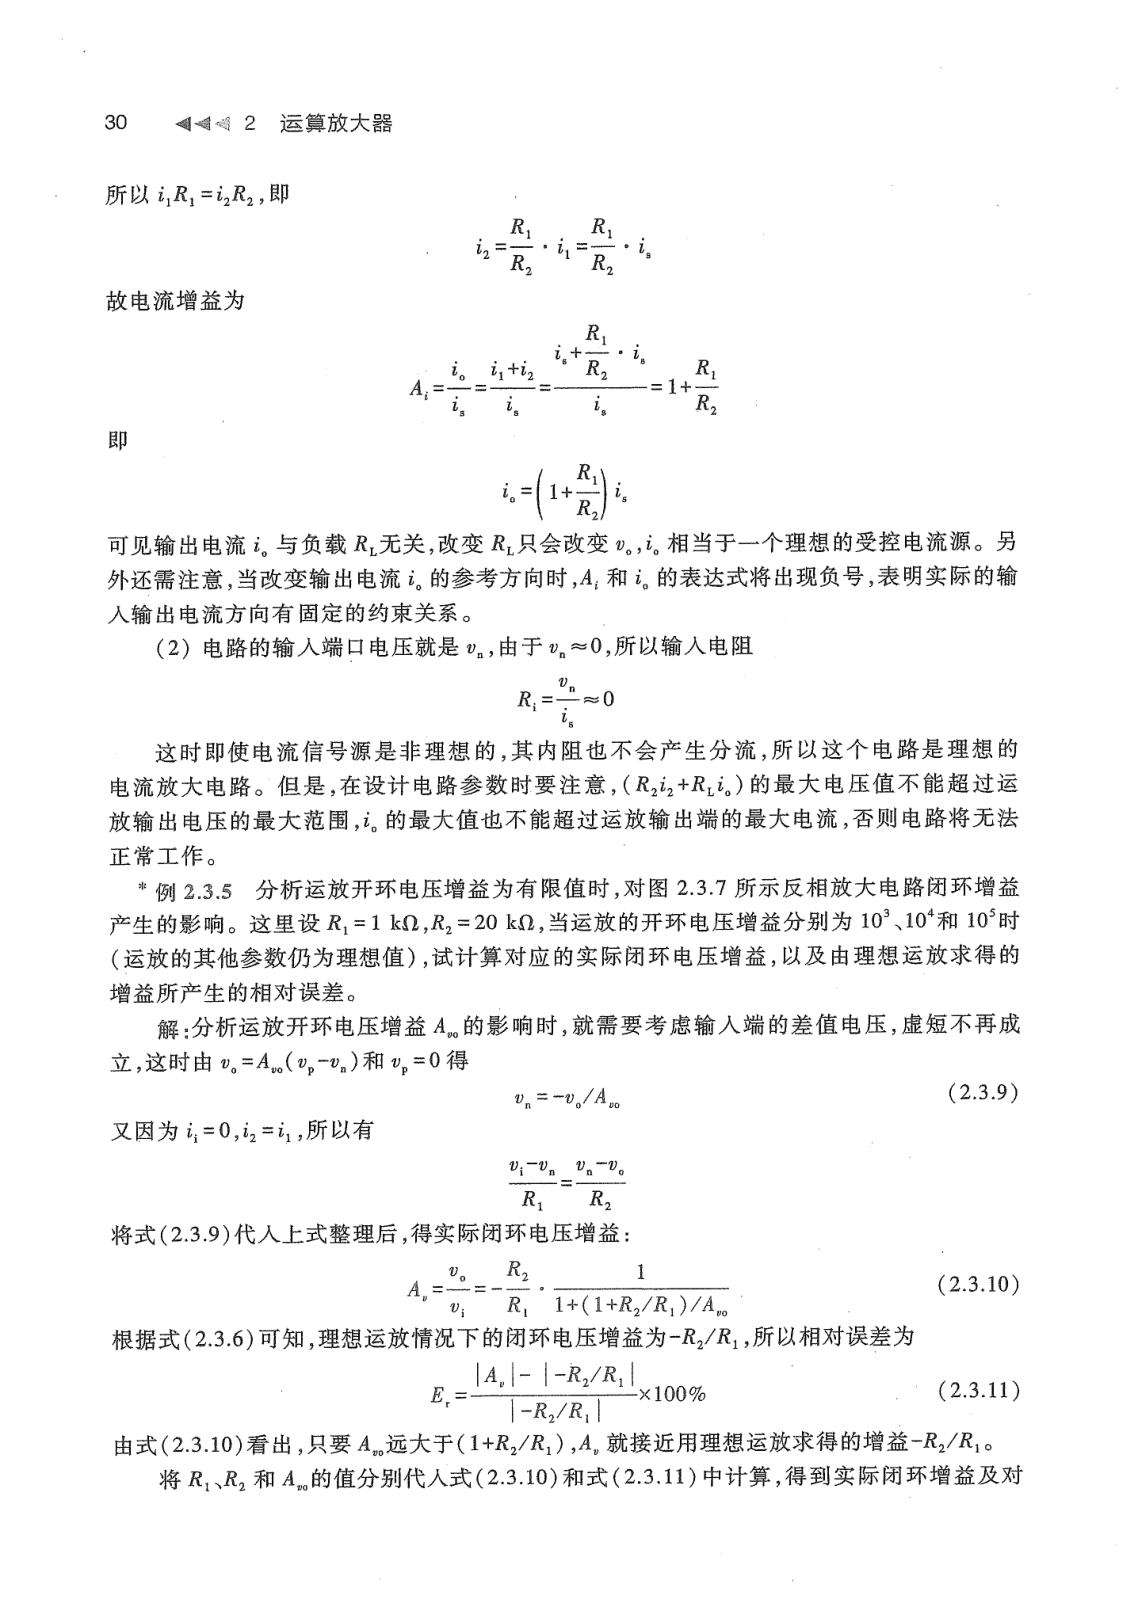 30 2 运算放大器
所以 i₁R₁=i₂R₂,即
i₂=R₁/R₂·i₁=R₁/R₂·iₛ
故电流增益为
Aᵢ=iₒ/iₛ=(i₁+i₂)/iₛ=(iₛ+R₁/R₂·iₛ)/iₛ=1+R₁/R₂
即
iₒ=(1+R₁/R₂)iₛ
可见输出电流 iₒ 与负载 R_L无关,改变 R_L只会改变 vₒ,iₒ 相当于一个理想的受控电流源。另
外还需注意,当改变输出电流 iₒ 的参考方向时,Aᵢ 和 iₒ 的表达式将出现负号,表明实际的输
入输出电流方向有固定的约束关系。
(2) 电路的输入端口电压就是 vₙ,由于 vₙ≈0,所以输入电阻
Rᵢ=vₙ/iₛ≈0
这时即使电流信号源是非理想的,其内阻也不会产生分流,所以这个电路是理想的
电流放大电路。但是,在设计电路参数时要注意,(R₂i₂+R_Liₒ)的最大电压值不能超过运
放输出电压的最大范围,iₒ 的最大值也不能超过运放输出端的最大电流,否则电路将无法
正常工作。
*例 2.3.5 分析运放开环电压增益为有限值时,对图 2.3.7 所示反相放大电路闭环增益
产生的影响。这里设 R₁=1 kΩ,R₂=20 kΩ,当运放的开环电压增益分别为 10³、10⁴和 10⁵时
(运放的其他参数仍为理想值),试计算对应的实际闭环电压增益,以及由理想运放求得的
增益所产生的相对误差。
解:分析运放开环电压增益 Aᵥₒ的影响时,就需要考虑输入端的差值电压,虚短不再成
立,这时由 vₒ=Aᵥₒ(vₚ-vₙ)和 vₚ=0 得
vₙ=-vₒ/Aᵥₒ (2.3.9)
又因为 iᵢ=0,i₂=i₁,所以有
(vᵢ-vₙ)/R₁=(vₙ-vₒ)/R₂
将式(2.3.9)代入上式整理后,得实际闭环电压增益:
Aᵥ=vₒ/vᵢ=-R₂/R₁·1/(1+(1+R₂/R₁)/Aᵥₒ) (2.3.10)
根据式(2.3.6)可知,理想运放情况下的闭环电压增益为-R₂/R₁,所以相对误差为
Eᵣ=(|Aᵥ|-|-R₂/R₁|)/|-R₂/R₁|×100% (2.3.11)
由式(2.3.10)看出,只要 Aᵥₒ远大于(1+R₂/R₁),Aᵥ 就接近用理想运放求得的增益-R₂/R₁。
将 R₁、R₂ 和 Aᵥₒ的值分别代入式(2.3.10)和式(2.3.11)中计算,得到实际闭环增益及对